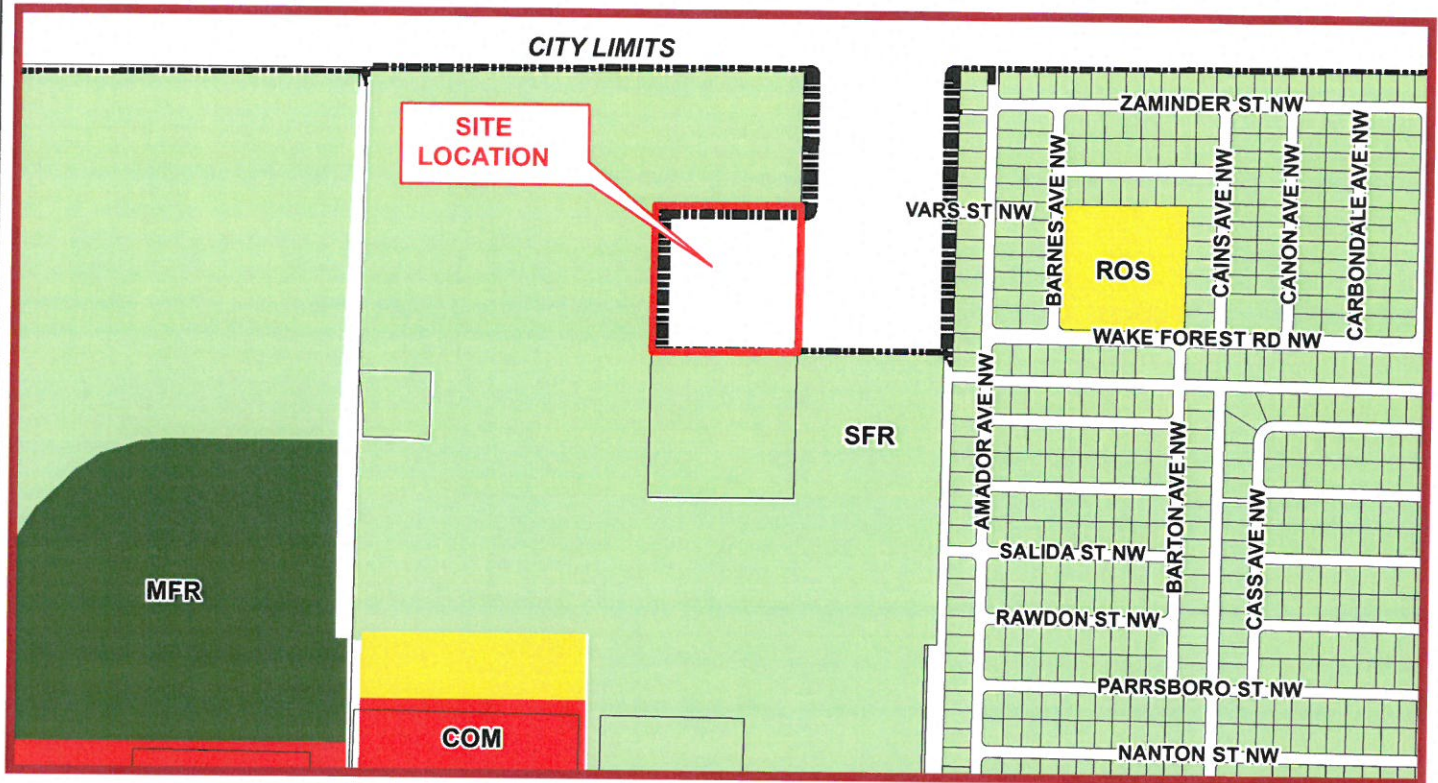 CITY LIMITS
SITE
LOCATION
ZAMINDER ST NW
VARS ST NW
BARNES AVE NW
CAINS AVE NW
CANON AVE NW
CARBONDALE AVE NW
ROS
WAKE FOREST RD NW
SFR
AMADOR AVE NW
BARTON AVE NW
CASS AVE NW
SALIDA ST NW
MFR
RAWDON ST NW
PARRSBORO ST NW
COM
NANTON ST NW